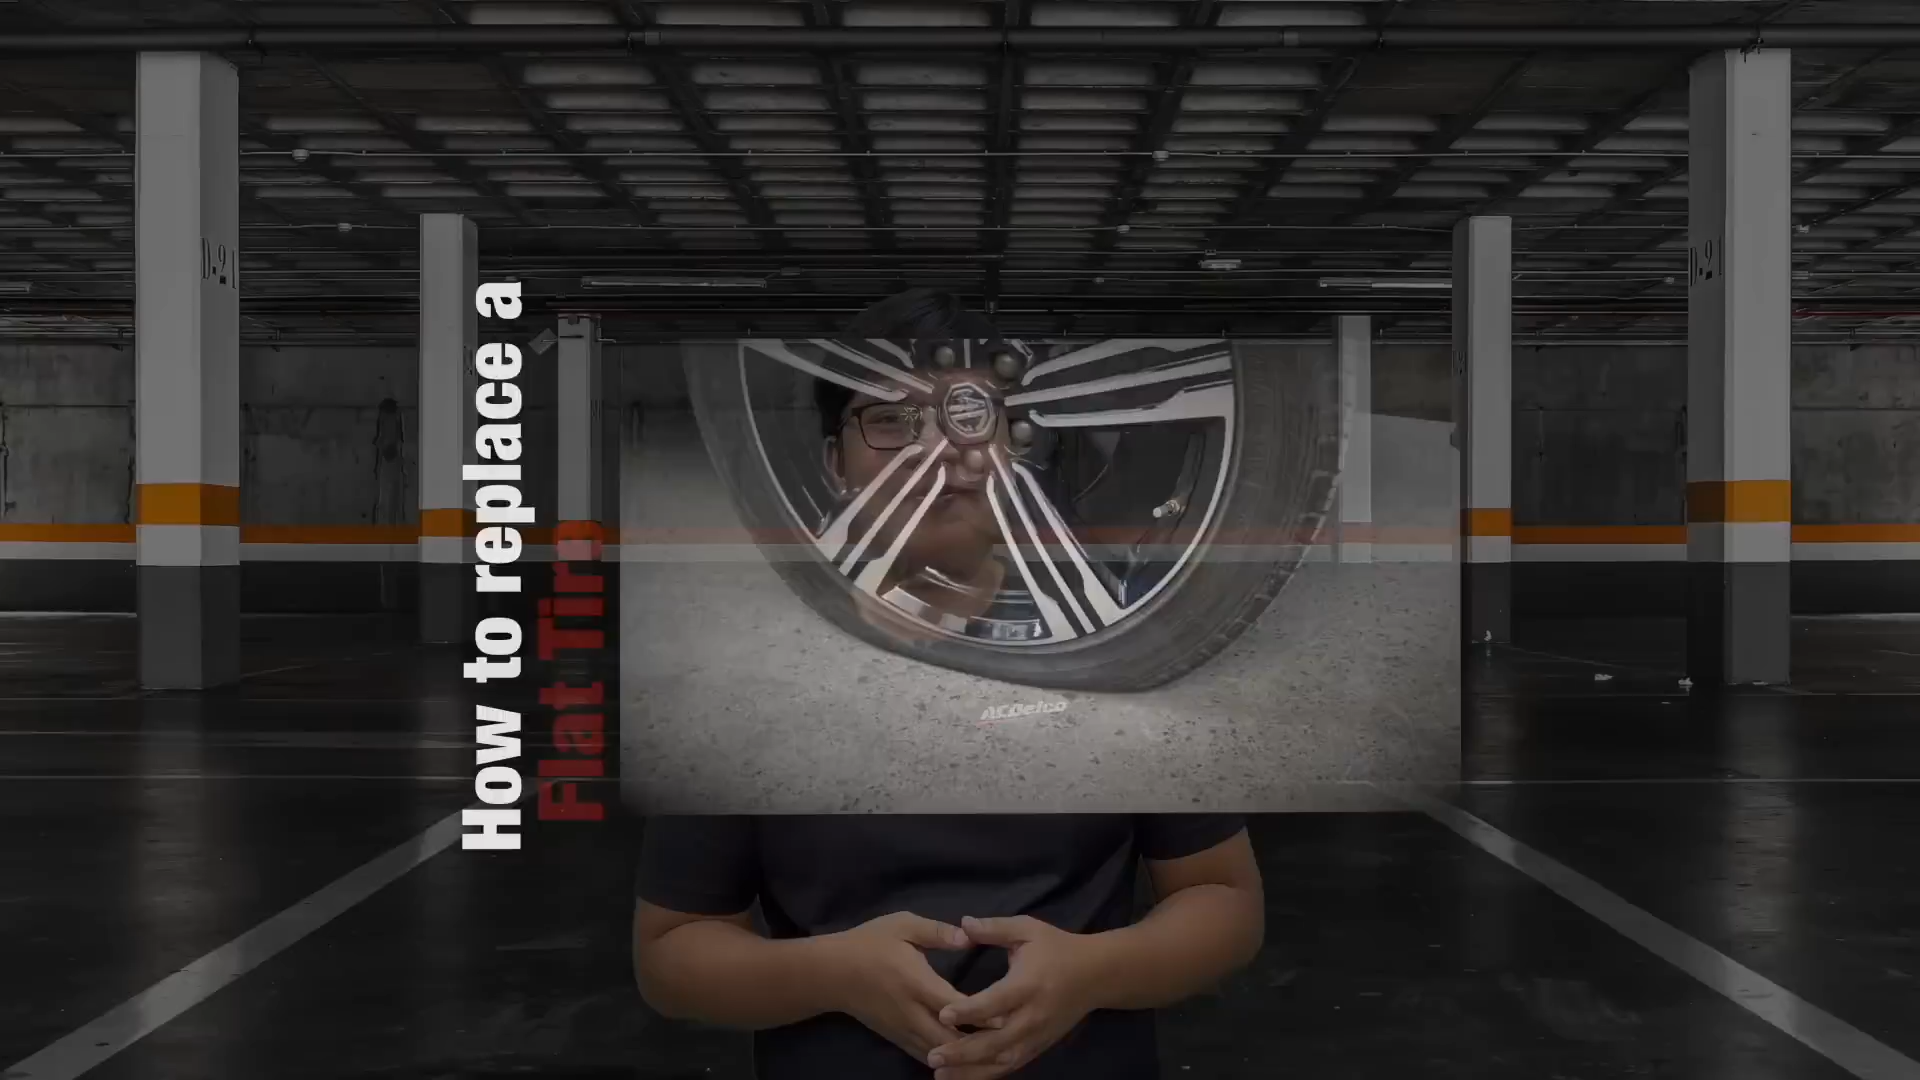 How to replace a
Flat Tire
D.21
D.21
ACDelco